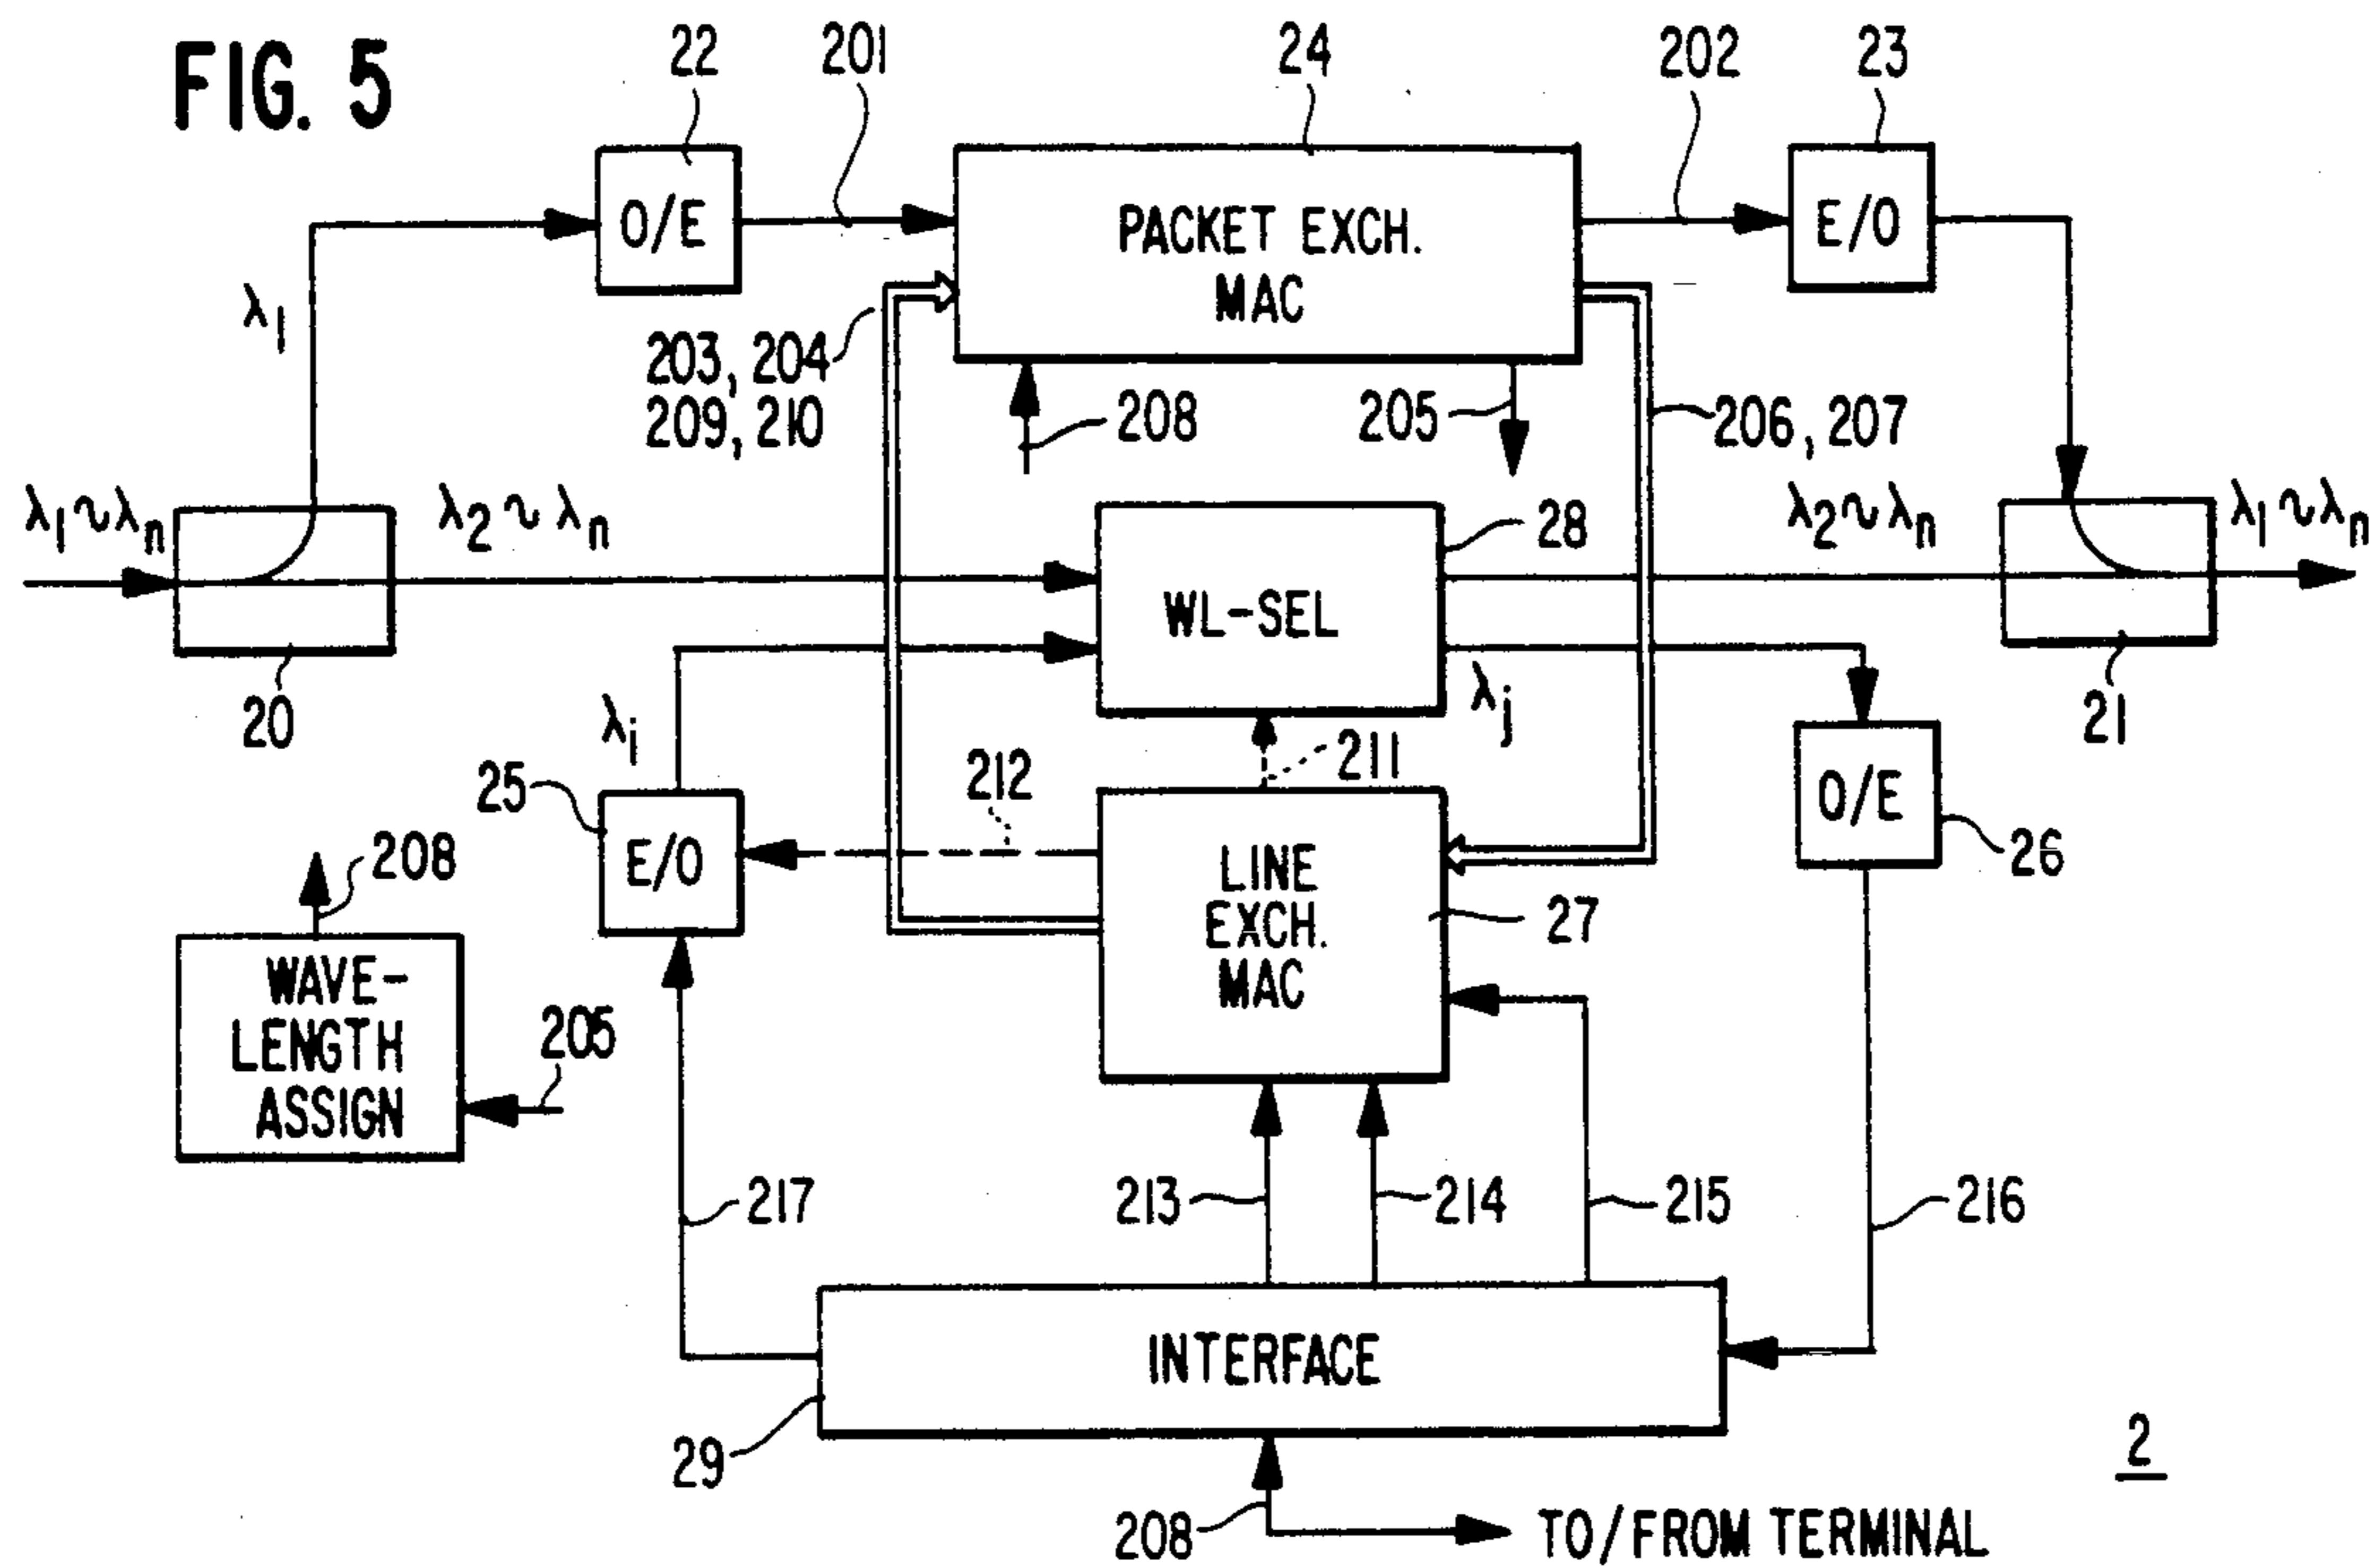 FIG. 5
22
201
24
202
23
O/E
PACKET EXCH.
MAC
E/O
λ1
203, 204
209, 210
208
205
206, 207
λ1~λn
λ2~λn
28
λ2~λn
λ1~λn
WL-SEL
20
21
λi
λj
25
212
211
E/O
O/E
26
208
LINE
EXCH.
MAC
27
WAVE-
LENGTH
ASSIGN
205
217
213
214
215
216
INTERFACE
29
2
208
TO/FROM TERMINAL